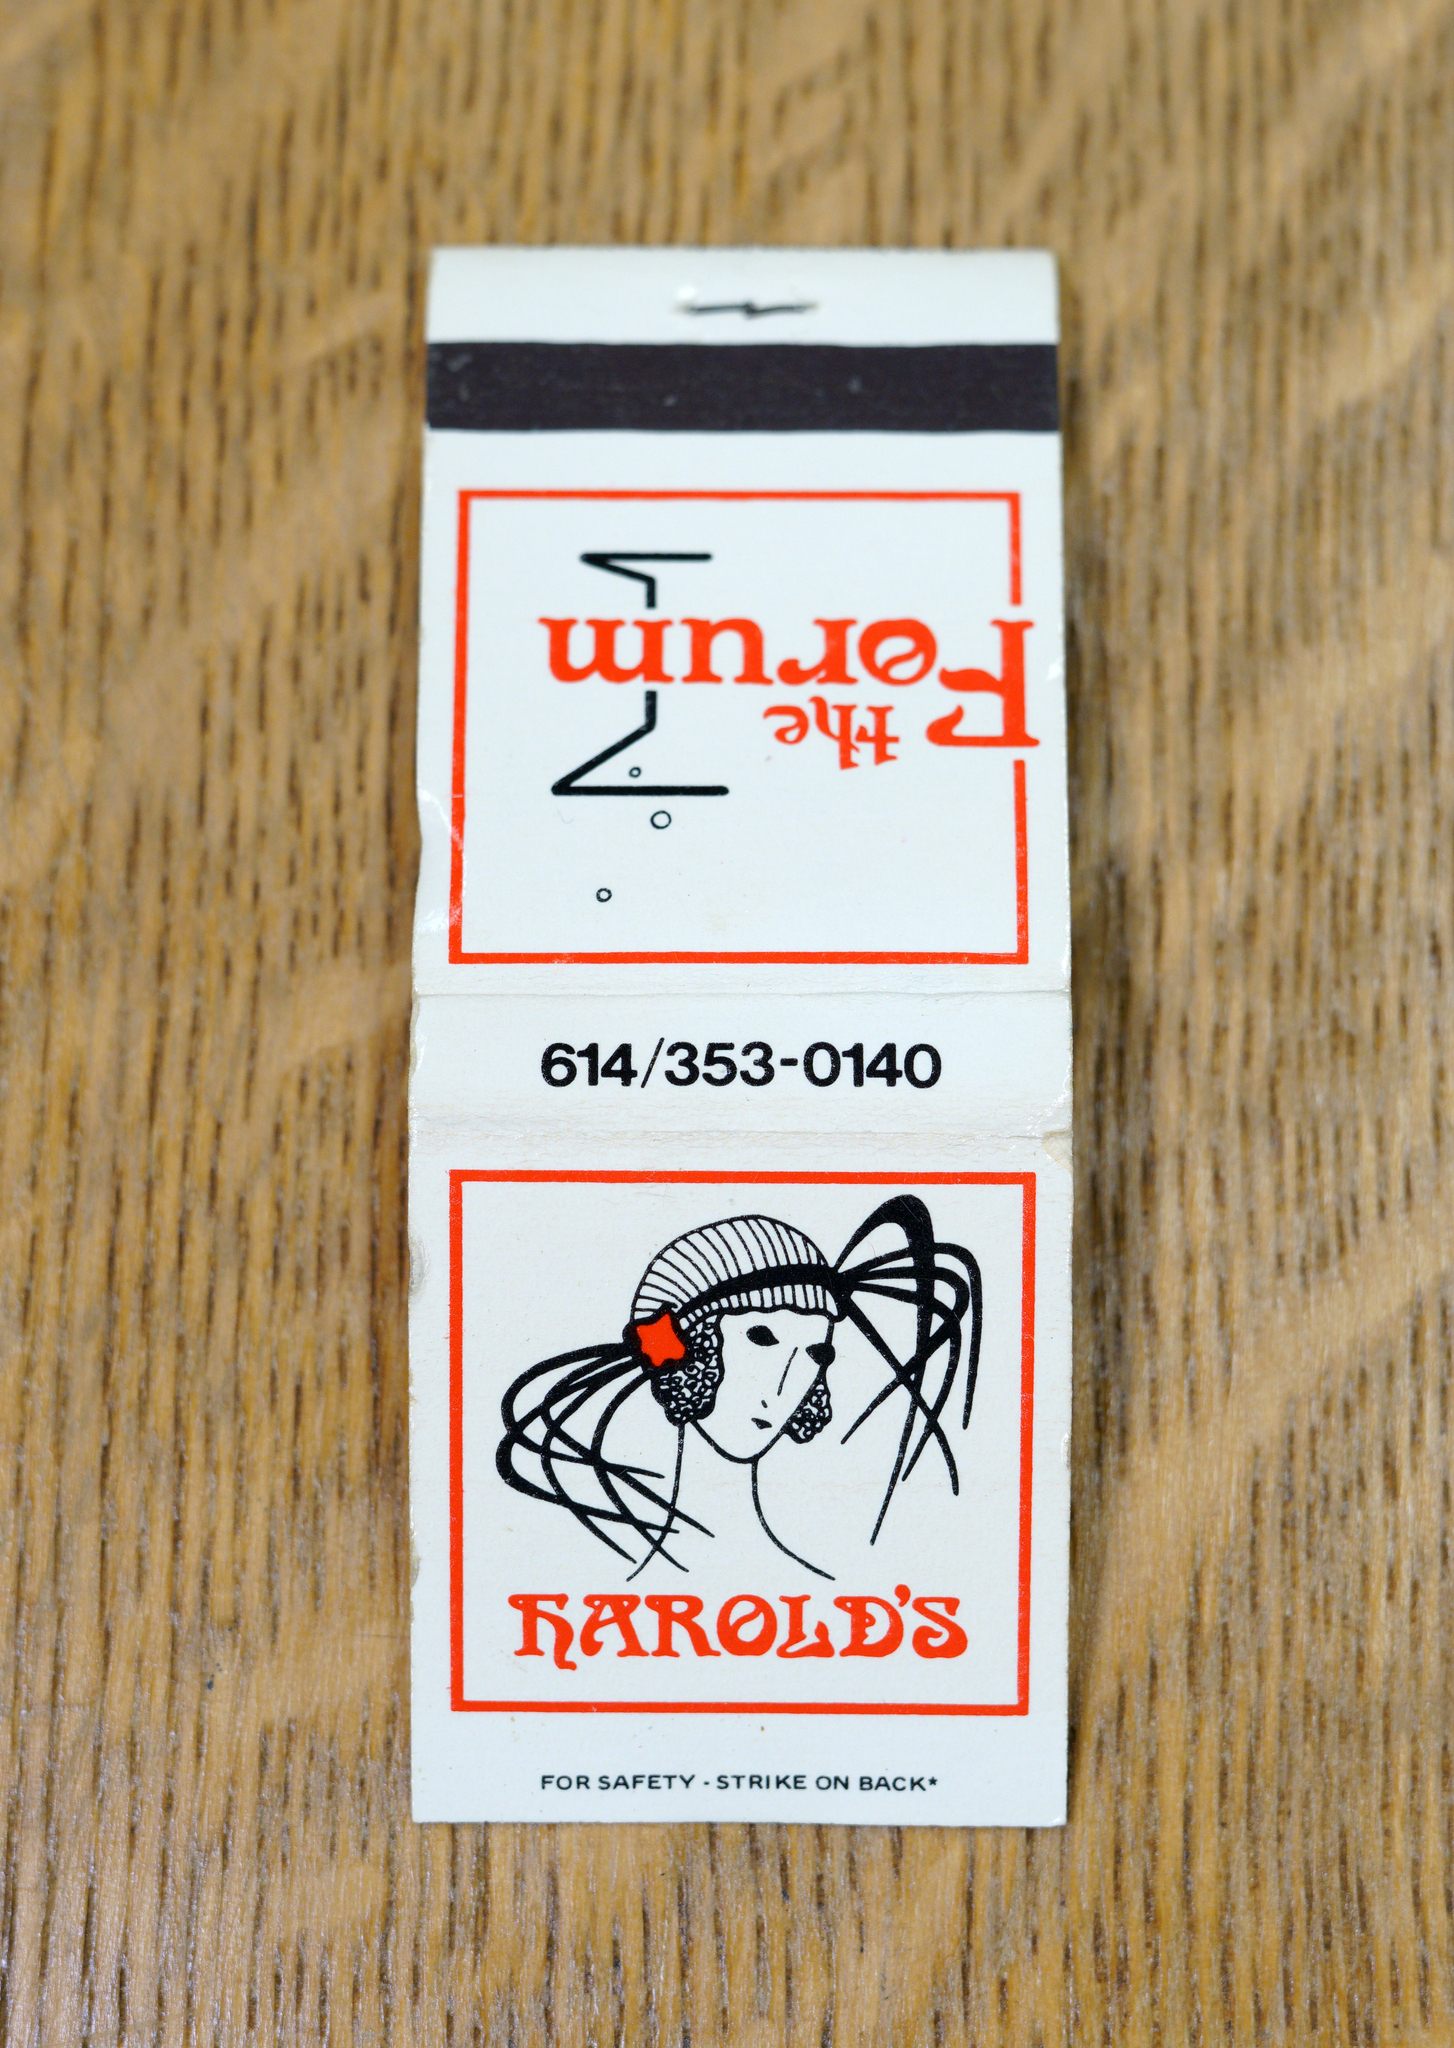 the
Forum
614/353-0140
HAROLD'S
FOR SAFETY - STRIKE ON BACK*